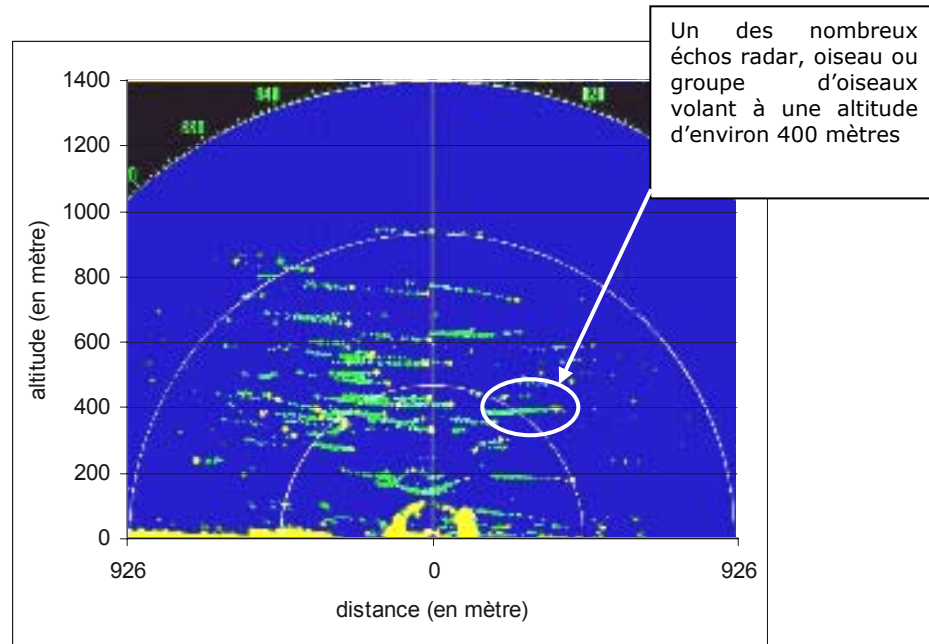 Un des nombreux
échos radar, oiseau ou
groupe d’oiseaux
volant à une altitude
d’environ 400 mètres
1400
1200
1000
800
600
400
200
0
altitude (en mètre)
926 0 926
distance (en mètre)